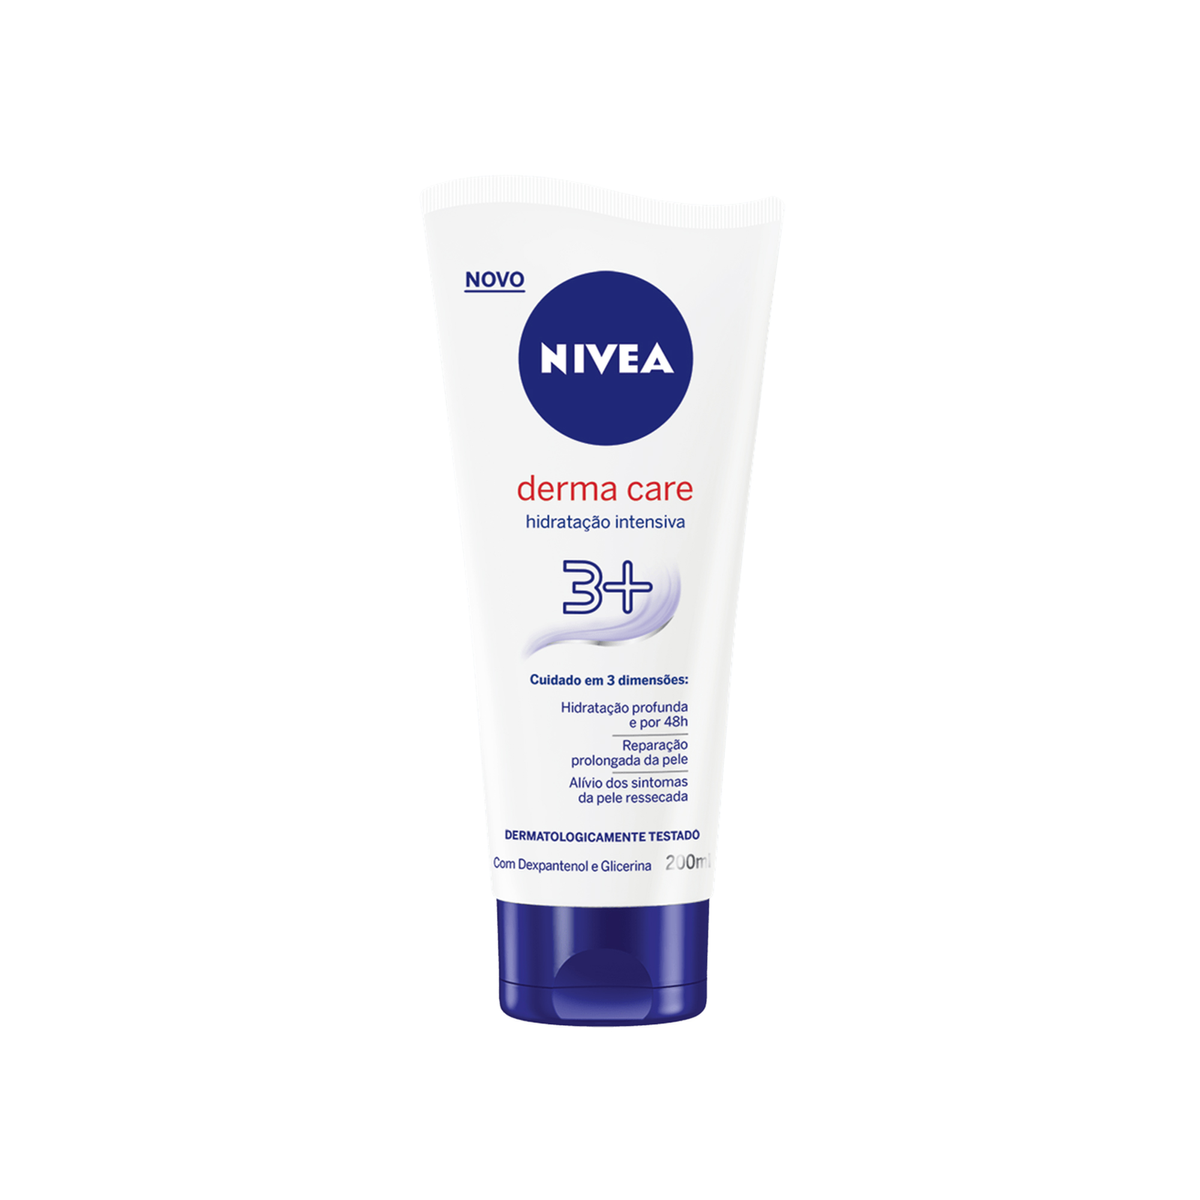 NOVO
NIVEA
derma care
hidratação intensiva
3+
Cuidado em 3 dimensões:
Hidratação profunda
e por 48h
Reparação
prolongada da pele
Alívio dos sintomas
da pele ressecada
DERMATOLOGICAMENTE TESTADO
Com Dexpantenol e Glicerina 200ml